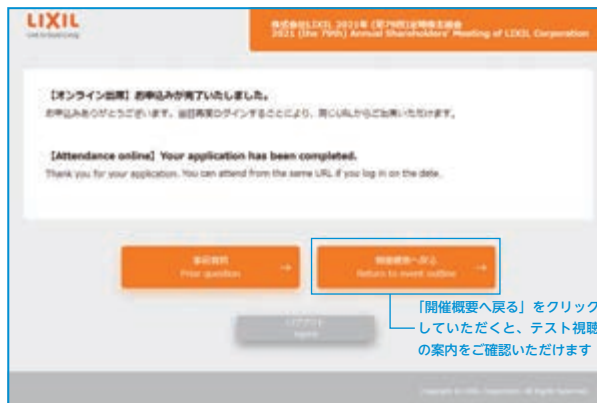 LIXIL
株式会社LIXIL 2021年 (第79回)定時株主総会
2021 (the 79th) Annual Shareholders' Meeting of LIXIL Corporation
【オンライン出席】お申込みが完了いたしました。
お申込みありがとうございます。当日再度ログインすることにより、同じURLからご出席いただけます。
【Attendance online】Your application has been completed.
Thank you for your application. You can attend from the same URL if you log in on the date.
事前質問
Prior question
→
開催概要へ戻る
Return to event outline
→
「開催概要へ戻る」をクリック
していただくと、テスト視聴
の案内をご確認いただけます
ログアウト